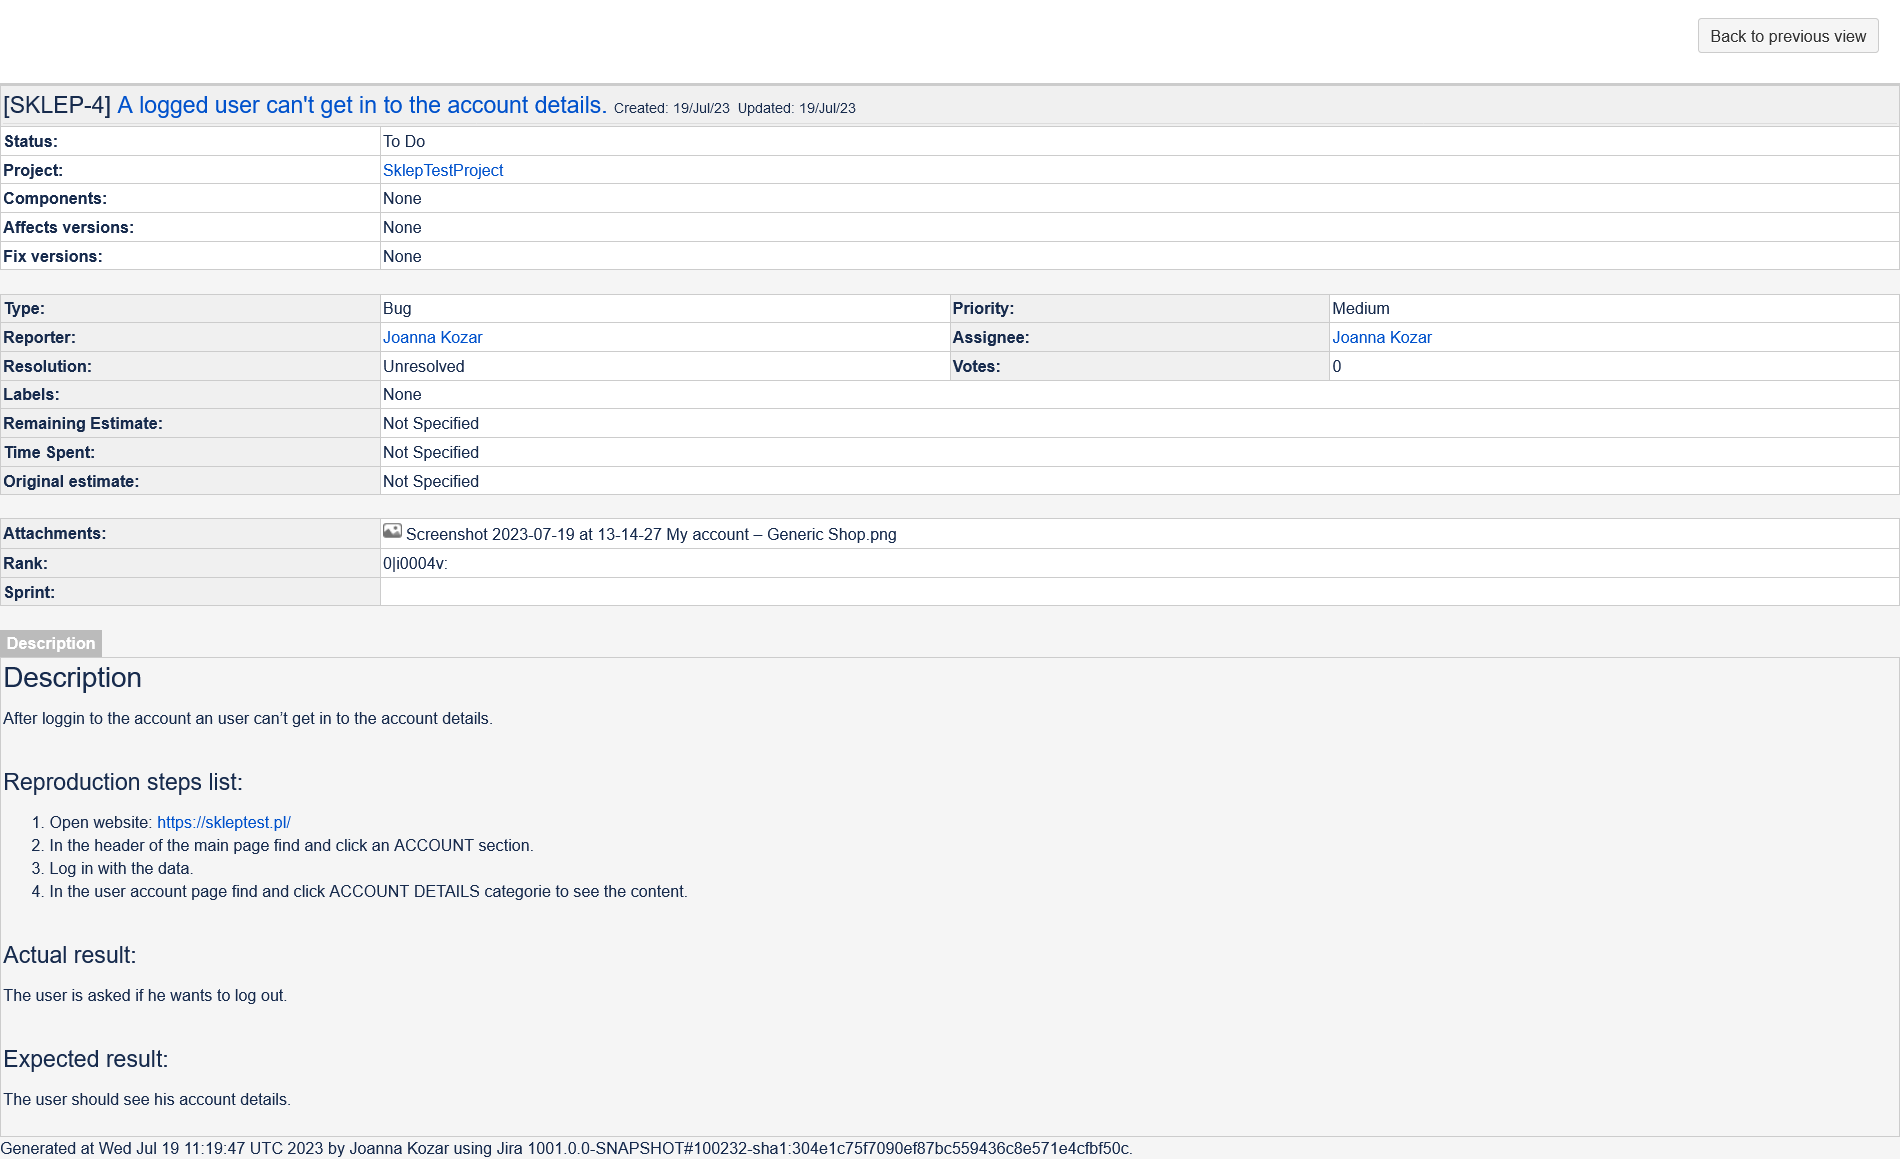 Back to previous view
[SKLEP-4] A logged user can't get in to the account details. Created: 19/Jul/23 Updated: 19/Jul/23
Status: To Do
Project: SklepTestProject
Components: None
Affects versions: None
Fix versions: None
Type: Bug Priority: Medium
Reporter: Joanna Kozar Assignee: Joanna Kozar
Resolution: Unresolved Votes: 0
Labels: None
Remaining Estimate: Not Specified
Time Spent: Not Specified
Original estimate: Not Specified
Attachments: Screenshot 2023-07-19 at 13-14-27 My account – Generic Shop.png
Rank: 0|i0004v:
Sprint:
Description
Description
After loggin to the account an user can’t get in to the account details.
Reproduction steps list:
1. Open website: https://skleptest.pl/
2. In the header of the main page find and click an ACCOUNT section.
3. Log in with the data.
4. In the user account page find and click ACCOUNT DETAILS categorie to see the content.
Actual result:
The user is asked if he wants to log out.
Expected result:
The user should see his account details.
Generated at Wed Jul 19 11:19:47 UTC 2023 by Joanna Kozar using Jira 1001.0.0-SNAPSHOT#100232-sha1:304e1c75f7090ef87bc559436c8e571e4cfbf50c.